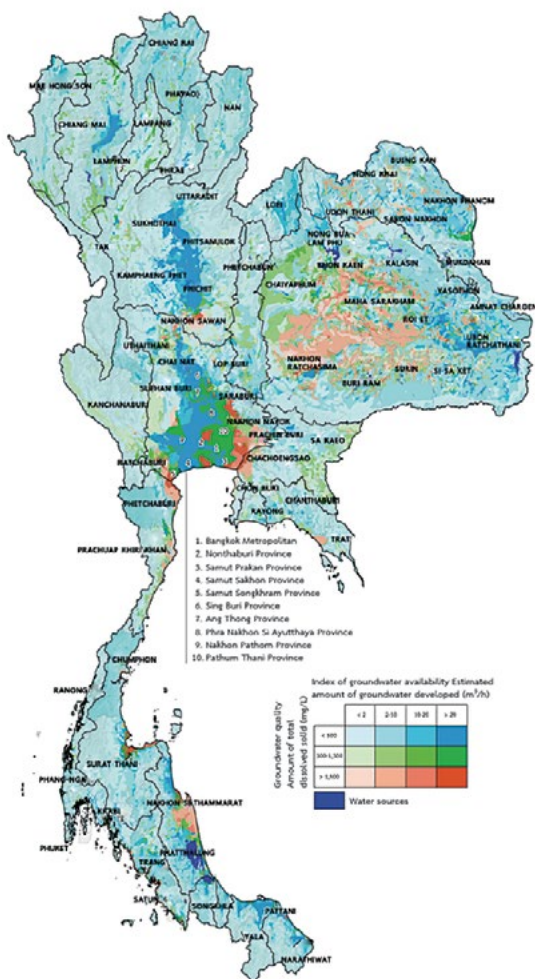 CHIANG RAI
MAE HONG SON
PHAYAO
NAN
CHIANG MAI
LAMPANG
LAMPHUN
PHRAE
BUENG KAN
NONG KHAI
UTTARADIT
LOEI
NAKHON PHANOM
UDON THANI
SAKON NAKHON
SUKHOTHAI
PHITSANULOK
NONG BUA
LAM PHU
TAK
PHETCHABUN
KHON KAEN
KALASIN
MUKDAHAN
KAMPHAENG PHET
CHAIYAPHUM
YASOTHON
PHICHIT
MAHA SARAKHAM
AMNAT CHAROEN
ROI ET
NAKHON SAWAN
UBON
RATCHATHANI
UTHAITHANI
CHAI NAT
LOP BURI
NAKHON
RATCHASIMA
SURIN
SI SA KET
SUPHAN BURI
SARABURI
BURI RAM
KANCHANABURI
NAKHON NAYOK
PRACHIN BURI
SA KAEO
RATCHABURI
CHACHOENGSAO
CHON BURI
PHETCHABURI
CHANTHABURI
RAYONG
TRAT
PRACHUAP KHIRI KHAN
1. Bangkok Metropolitan
2. Nonthaburi Province
3. Samut Prakan Province
4. Samut Sakhon Province
5. Samut Songkhram Province
6. Sing Buri Province
7. Ang Thong Province
8. Phra Nakhon Si Ayutthaya Province
9. Nakhon Pathom Province
10. Pathum Thani Province
CHUMPHON
RANONG
Index of groundwater availability Estimated
amount of groundwater developed (m³/h)
< 2
2-10
10-20
> 20
Groundwater quality
Amount of total
dissolved solid (mg/L)
< 500
500-1,500
> 1,500
Water sources
SURAT THANI
PHANG-NGA
NAKHON SI THAMMARAT
KRABI
PHUKET
PHATTHALUNG
TRANG
SATUN
SONGKHLA
PATTANI
YALA
NARATHIWAT